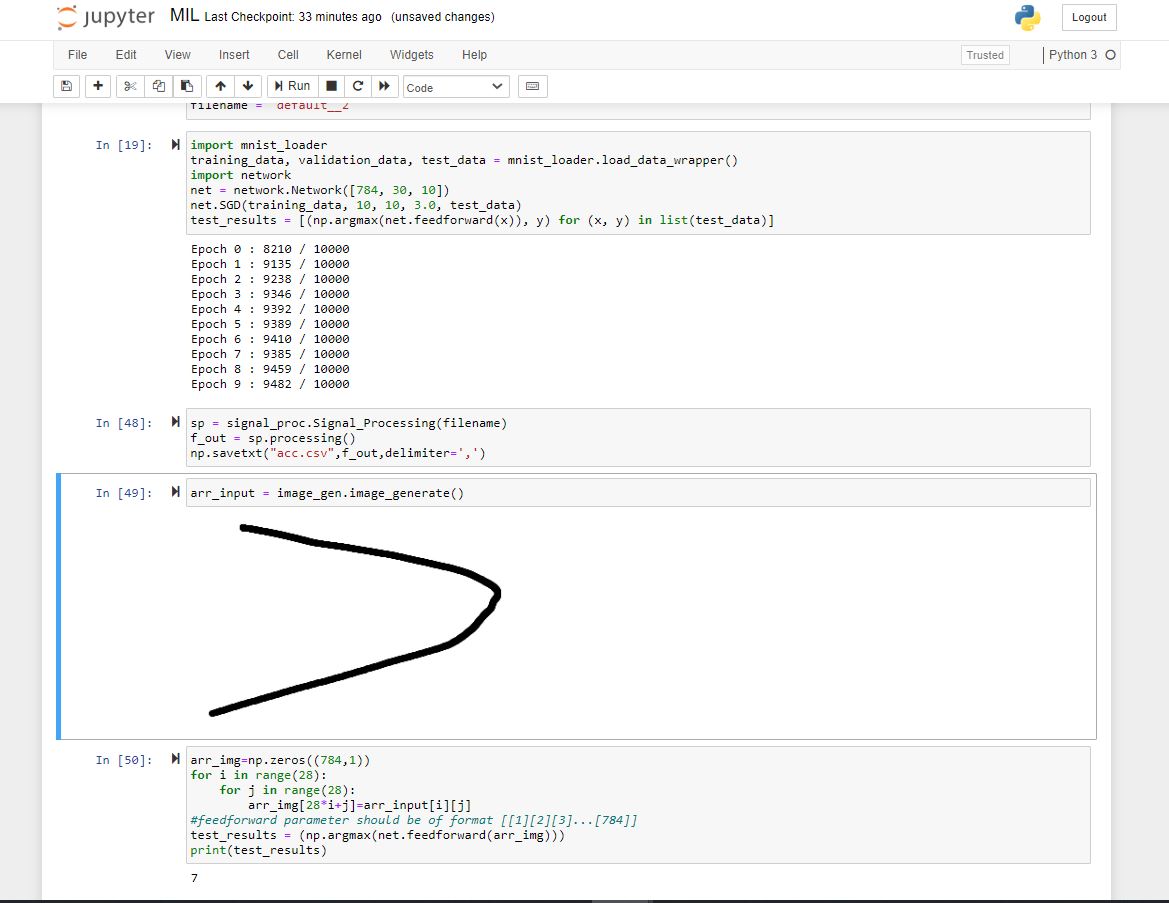 jupyter MIL Last Checkpoint: 33 minutes ago (unsaved changes)
Logout
File Edit View Insert Cell Kernel Widgets Help
Trusted
Python 3
Run
Code
filename = default__2
In [19]:
import mnist_loader
training_data, validation_data, test_data = mnist_loader.load_data_wrapper()
import network
net = network.Network([784, 30, 10])
net.SGD(training_data, 10, 10, 3.0, test_data)
test_results = [(np.argmax(net.feedforward(x)), y) for (x, y) in list(test_data)]
Epoch 0 : 8210 / 10000
Epoch 1 : 9135 / 10000
Epoch 2 : 9238 / 10000
Epoch 3 : 9346 / 10000
Epoch 4 : 9392 / 10000
Epoch 5 : 9389 / 10000
Epoch 6 : 9410 / 10000
Epoch 7 : 9385 / 10000
Epoch 8 : 9459 / 10000
Epoch 9 : 9482 / 10000
In [48]:
sp = signal_proc.Signal_Processing(filename)
f_out = sp.processing()
np.savetxt("acc.csv",f_out,delimiter=',')
In [49]:
arr_input = image_gen.image_generate()
In [50]:
arr_img=np.zeros((784,1))
for i in range(28):
    for j in range(28):
        arr_img[28*i+j]=arr_input[i][j]
#feedforward parameter should be of format [[1][2][3]...[784]]
test_results = (np.argmax(net.feedforward(arr_img)))
print(test_results)
7